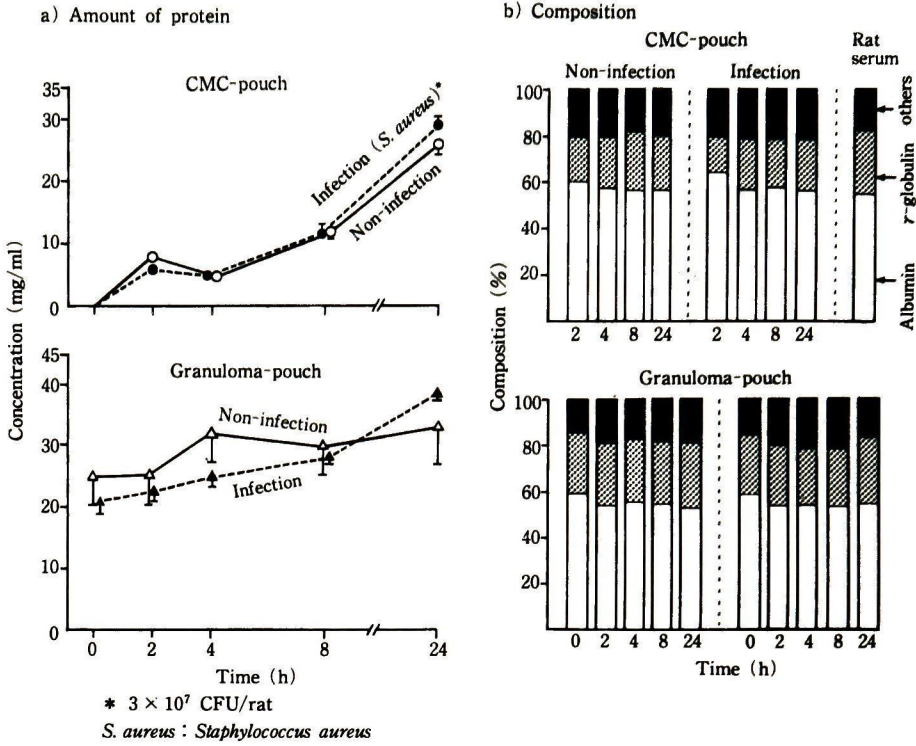 a) Amount of protein
CMC-pouch
35
30
20
10
0
Infection (S. aureus)*
Non-infection
Concentration (mg/ml)
Granuloma-pouch
45
40
30
20
10
0
Non-infection
Infection
0 2 4 8 24
Time (h)
* 3 × 10⁷ CFU/rat
S. aureus : Staphylococcus aureus
b) Composition
CMC-pouch
Rat
serum
Non-infection Infection
100
80
60
40
20
2 4 8 24 2 4 8 24
others
r-globulin
Albumin
Composition (%)
Granuloma-pouch
100
80
60
40
20
0 2 4 8 24 0 2 4 8 24
Time (h)